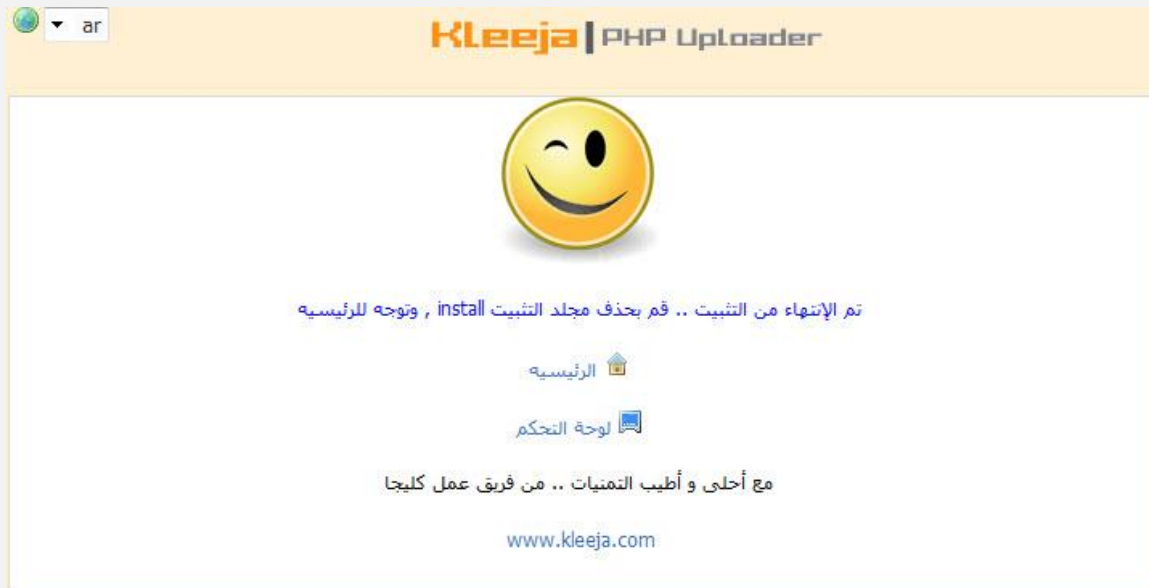 ar
Kleeja | PHP Uploader
تم الإنتهاء من التثبيت .. قم بحذف مجلد التثبيت install , وتوجه للرئيسيه
الرئيسيه
لوحة التحكم
مع أحلى و أطيب التمنيات .. من فريق عمل كليجا
www.kleeja.com